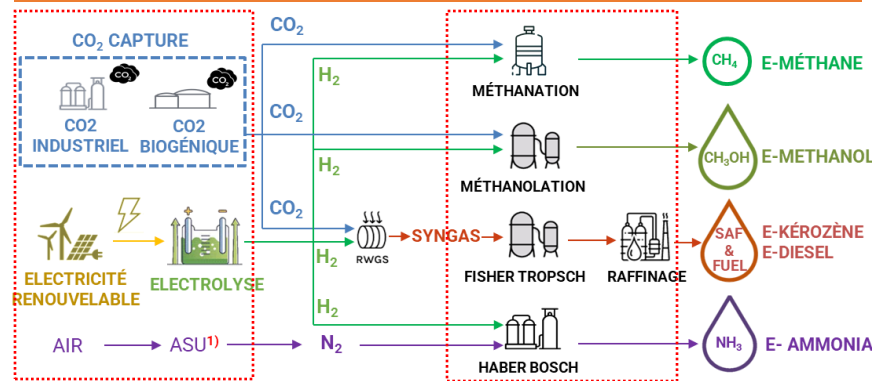 CO₂ CAPTURE
CO₂
CO₂
CO2
INDUSTRIEL
CO2
BIOGÉNIQUE
CO₂
H₂
MÉTHANATION
CH₄
E-MÉTHANE
CO₂
H₂
MÉTHANOLATION
CH₃OH
E-METHANOL
ELECTRICITÉ
RENOUVELABLE
ELECTROLYSE
CO₂
H₂
RWGS
SYNGAS
FISHER TROPSCH
RAFFINAGE
SAF
&
FUEL
E-KÉROZÈNE
E-DIESEL
AIR
ASU¹⁾
N₂
H₂
HABER BOSCH
NH₃
E- AMMONIA